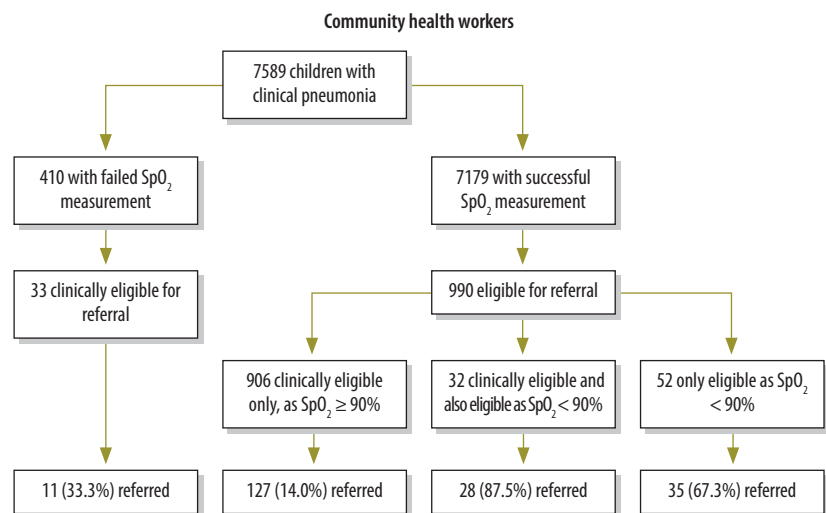 Community health workers
7589 children with
clinical pneumonia
410 with failed SpO₂
measurement
7179 with successful
SpO₂ measurement
33 clinically eligible for
referral
990 eligible for referral
906 clinically eligible
only, as SpO₂ ≥ 90%
32 clinically eligible and
also eligible as SpO₂ < 90%
52 only eligible as SpO₂
< 90%
11 (33.3%) referred
127 (14.0%) referred
28 (87.5%) referred
35 (67.3%) referred